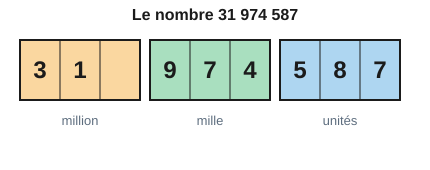 Le nombre 31 974 587
3 1 9 7 4 5 8 7
million mille unités